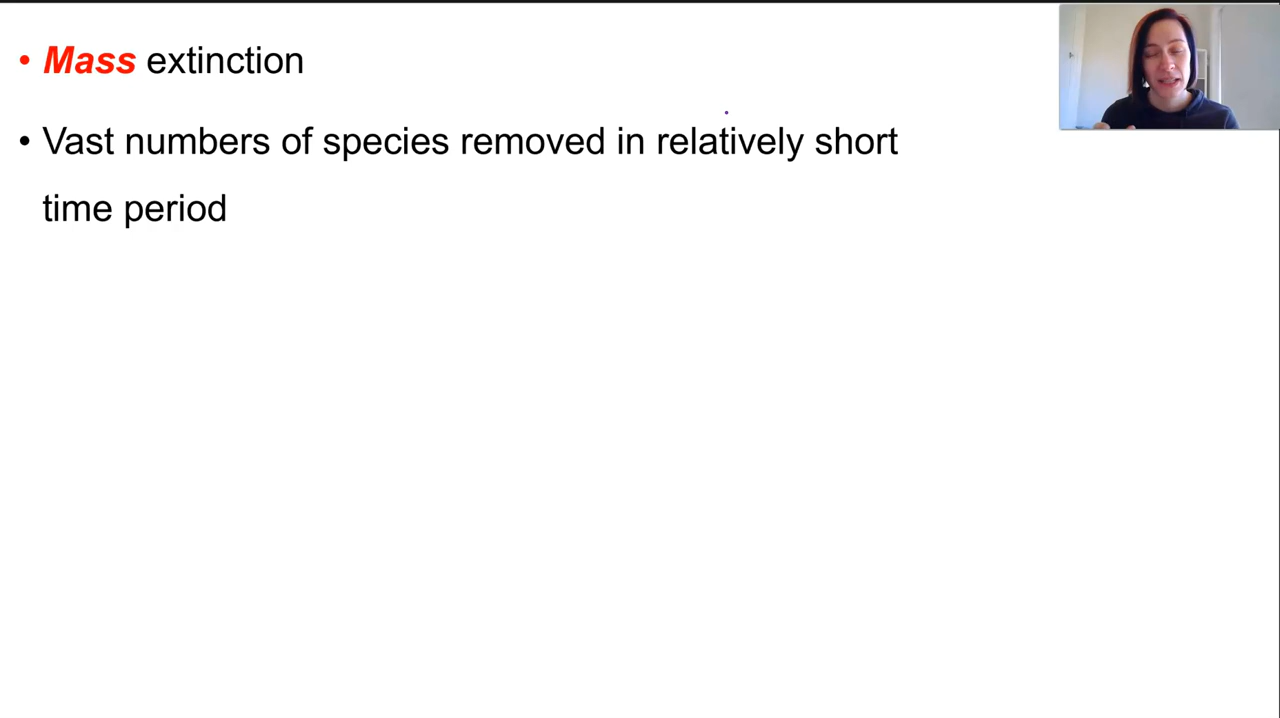 • Mass extinction
• Vast numbers of species removed in relatively short
time period